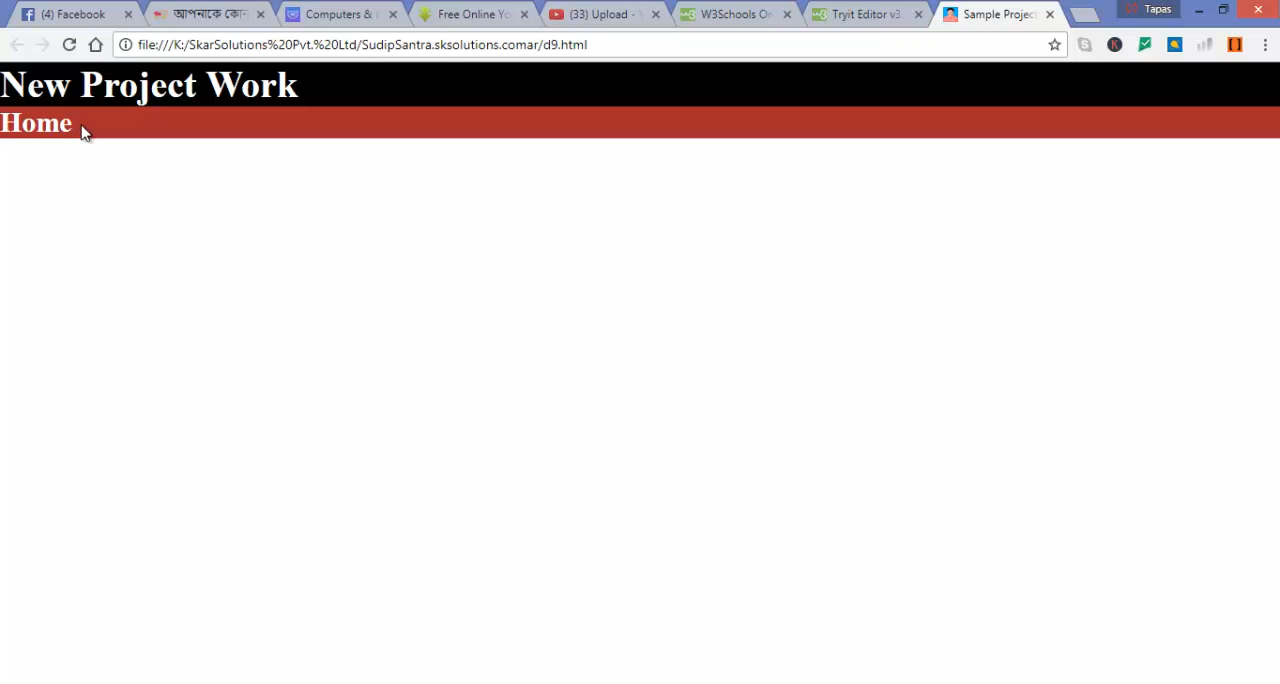 (4) Facebook
আপনাকে কোন
Computers & I
Free Online Yo
(33) Upload - Y
W3Schools On
Tryit Editor v3.
Sample Project
Tapas
file:///K:/SkarSolutions%20Pvt.%20Ltd/SudipSantra.sksolutions.comar/d9.html
New Project Work
Home